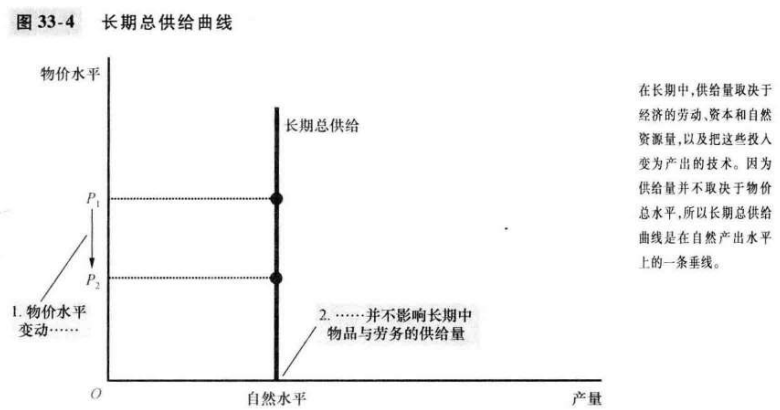 图 33-4 长期总供给曲线
物价水平
长期总供给
P₁
P₂
1. 物价水平
变动……
2. ……并不影响长期中
物品与劳务的供给量
O
自然水平
产量
在长期中,供给量取决于
经济的劳动、资本和自然
资源量,以及把这些投入
变为产出的技术。因为
供给量并不取决于物价
总水平,所以长期总供给
曲线是在自然产出水平
上的一条垂线。